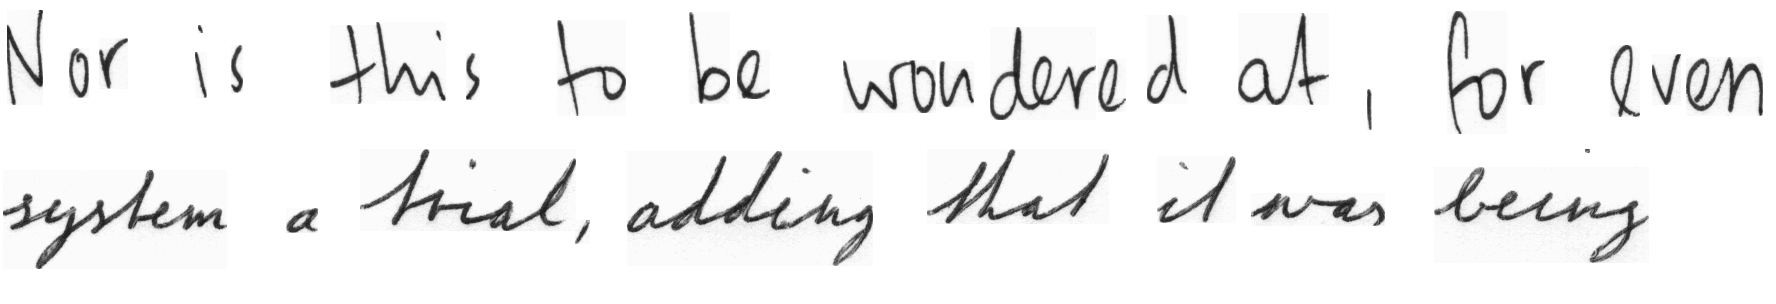 Nor is this to be wondered at, for even
system a trial, adding that it was being